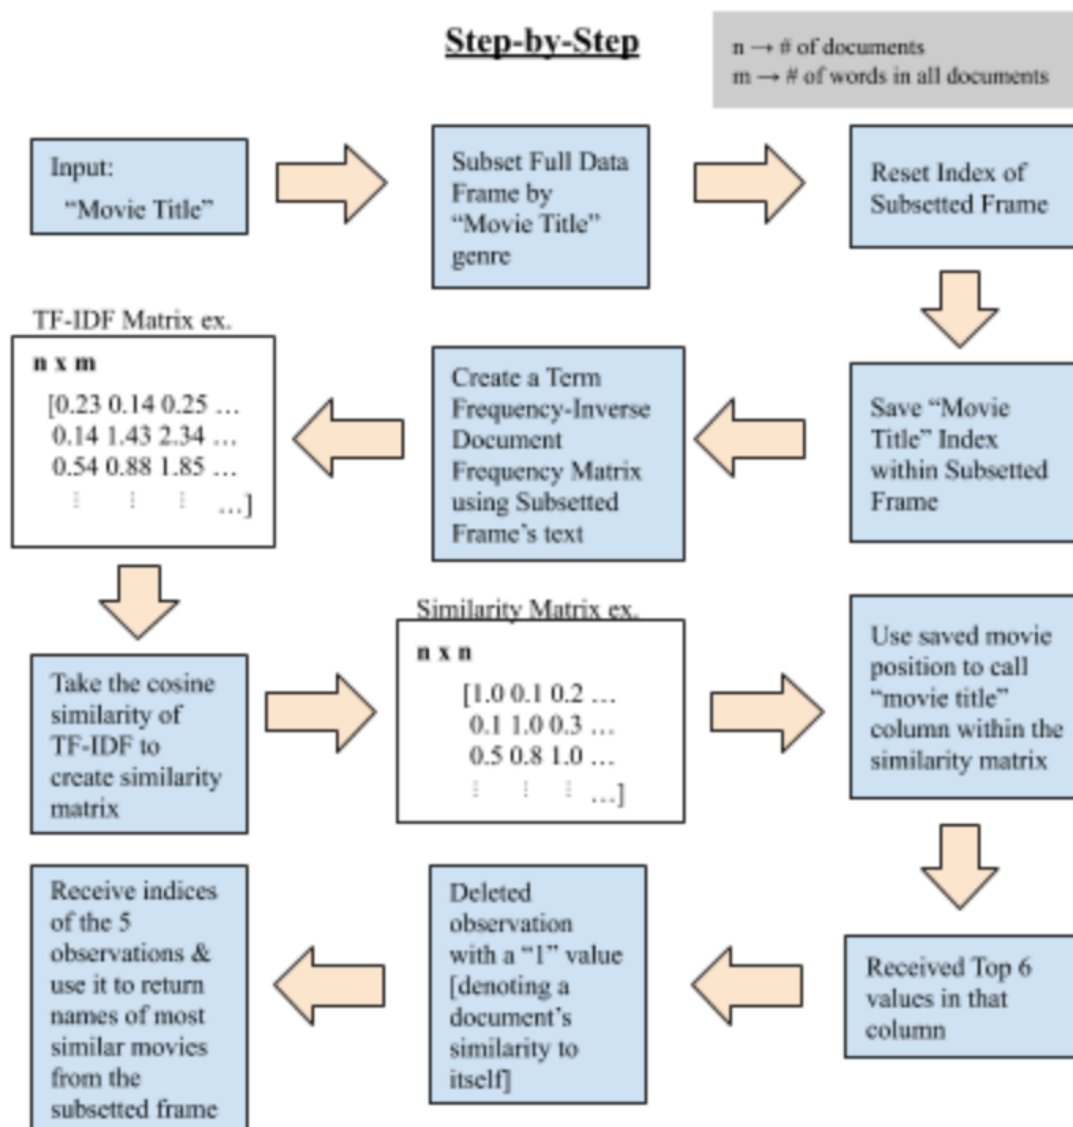 Step-by-Step
n → # of documents
m → # of words in all documents
Input:
“Movie Title”
Subset Full Data
Frame by
“Movie Title”
genre
Reset Index of
Subsetted Frame
Save “Movie
Title” Index
within Subsetted
Frame
Create a Term
Frequency-Inverse
Document
Frequency Matrix
using Subsetted
Frame’s text
TF-IDF Matrix ex.
n x m
[0.23 0.14 0.25 …
0.14 1.43 2.34 …
0.54 0.88 1.85 …
⋮ ⋮ ⋮ …]
Take the cosine
similarity of
TF-IDF to
create similarity
matrix
Similarity Matrix ex.
n x n
[1.0 0.1 0.2 …
0.1 1.0 0.3 …
0.5 0.8 1.0 …
⋮ ⋮ ⋮ …]
Use saved movie
position to call
“movie title”
column within the
similarity matrix
Received Top 6
values in that
column
Deleted
observation
with a “1” value
[denoting a
document’s
similarity to
itself]
Receive indices
of the 5
observations &
use it to return
names of most
similar movies
from the
subsetted frame